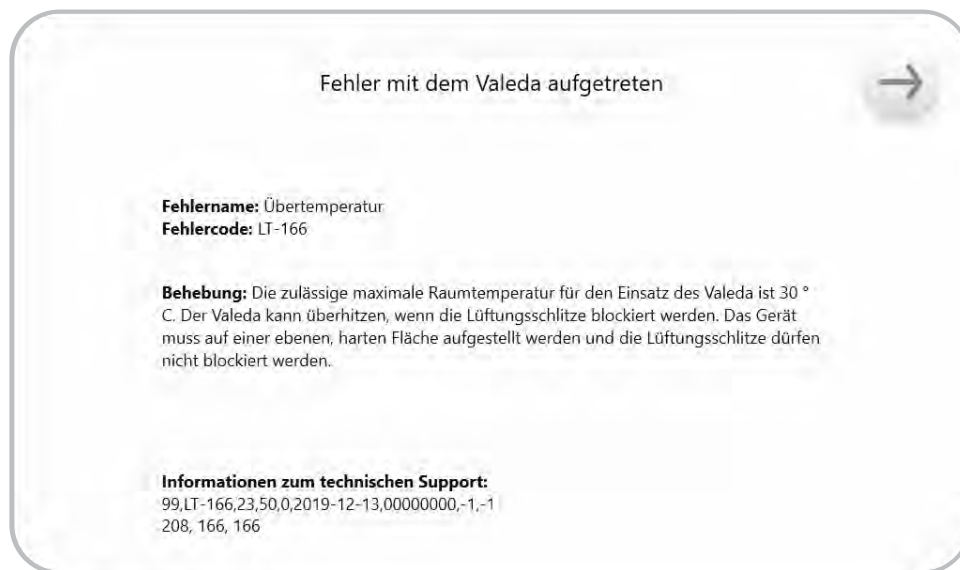 Fehler mit dem Valeda aufgetreten
Fehlername: Übertemperatur
Fehlercode: LT-166
Behebung: Die zulässige maximale Raumtemperatur für den Einsatz des Valeda ist 30 °
C. Der Valeda kann überhitzen, wenn die Lüftungsschlitze blockiert werden. Das Gerät
muss auf einer ebenen, harten Fläche aufgestellt werden und die Lüftungsschlitze dürfen
nicht blockiert werden.
Informationen zum technischen Support:
99,LT-166,23,50,0,2019-12-13,00000000,-1,-1
208, 166, 166